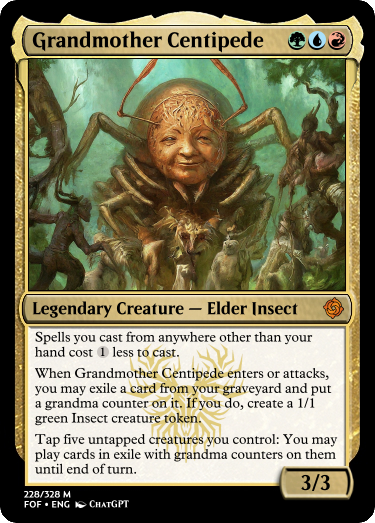 Grandmother Centipede
Legendary Creature — Elder Insect
Spells you cast from anywhere other than your
hand cost 1 less to cast.
When Grandmother Centipede enters or attacks,
you may exile a card from your graveyard and put
a grandma counter on it. If you do, create a 1/1
green Insect creature token.
Tap five untapped creatures you control: You may
play cards in exile with grandma counters on them
until end of turn.
3/3
228/328 M
FOF • ENG ChatGPT